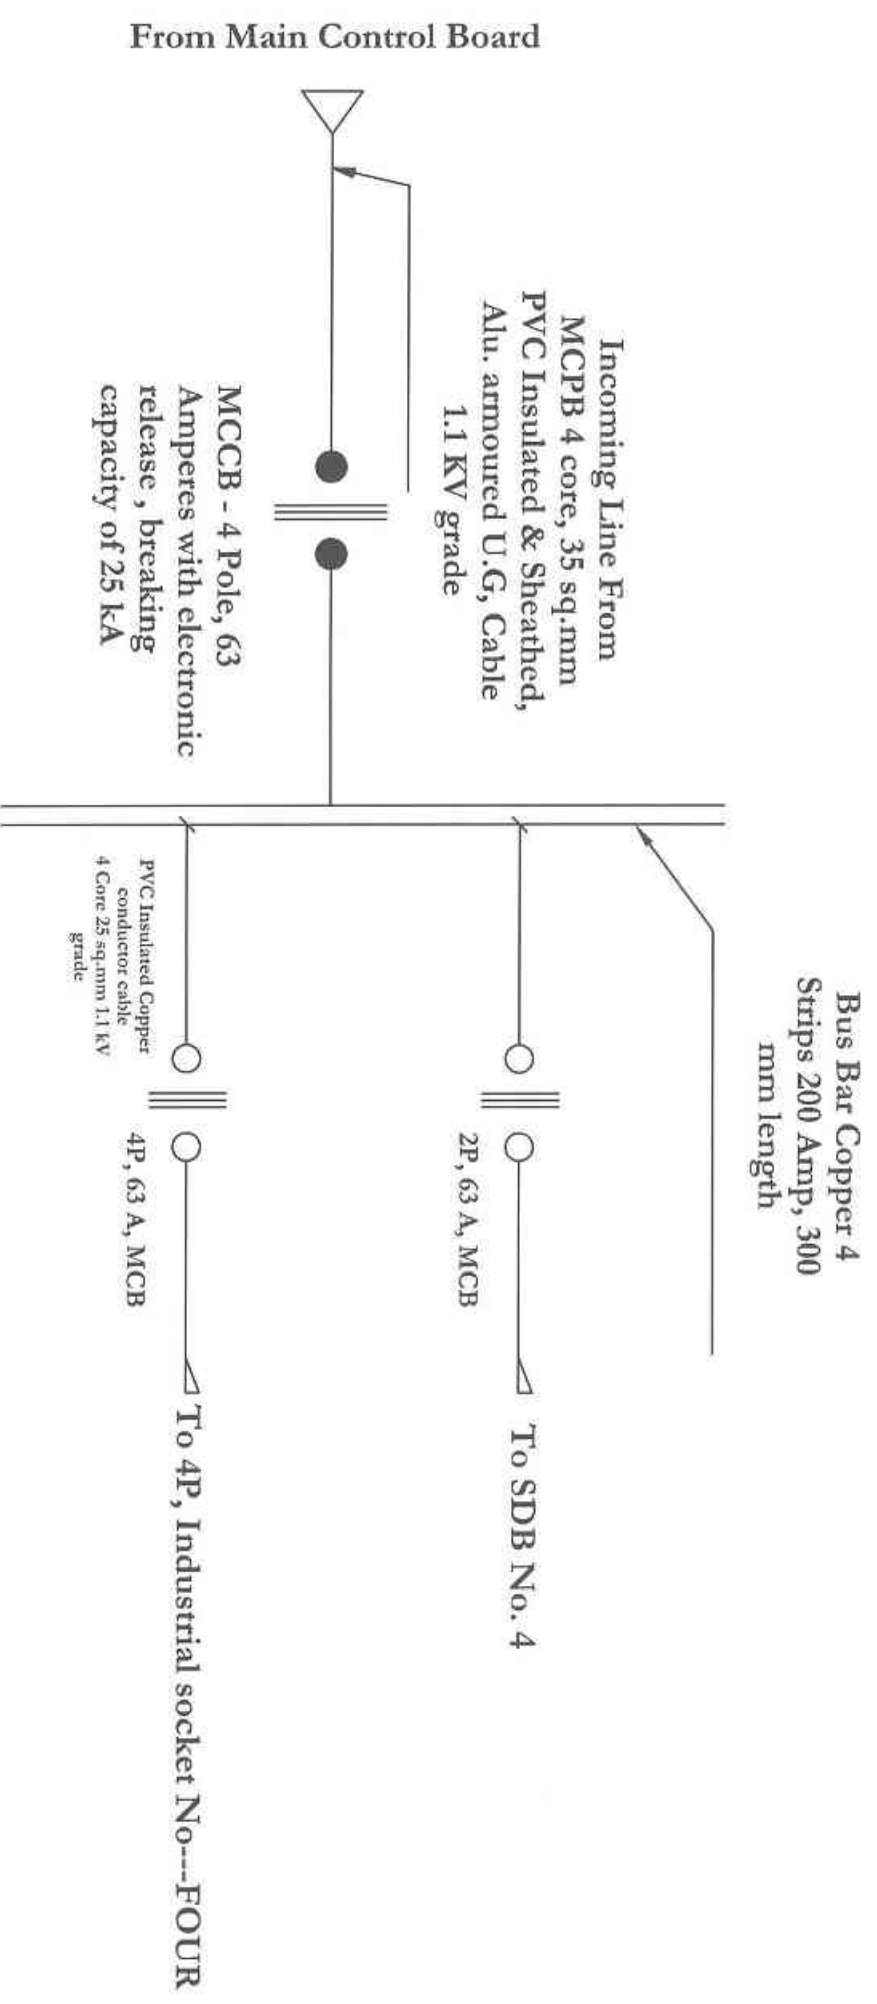 From Main Control Board
Incoming Line From
MCPB 4 core, 35 sq.mm
PVC Insulated & Sheathed,
Alu. armoured U.G, Cable
1.1 KV grade
MCCB - 4 Pole, 63
Amperes with electronic
release , breaking
capacity of 25 kA
Bus Bar Copper 4
Strips 200 Amp, 300
mm length
2P, 63 A, MCB
To SDB No. 4
PVC Insulated Copper
conductor cable
4 Core 25 sq.mm 1.1 kV
grade
4P, 63 A, MCB
To 4P, Industrial socket No---FOUR